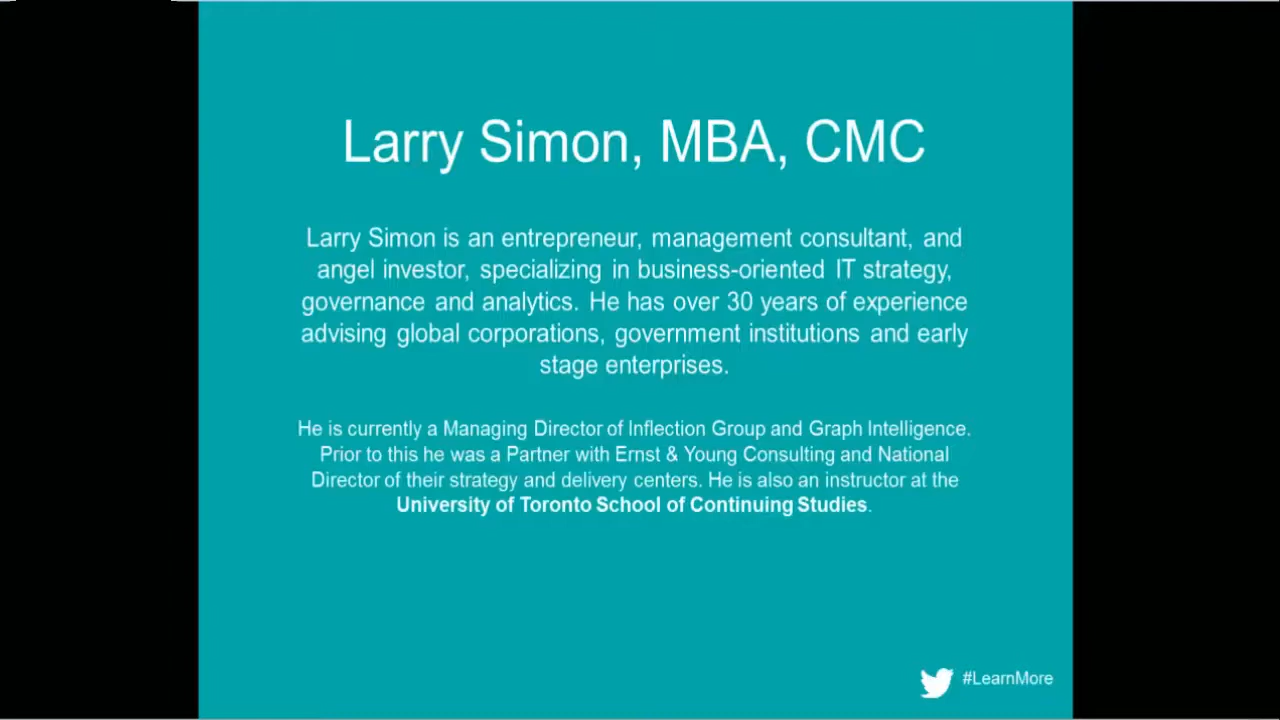 Larry Simon, MBA, CMC
Larry Simon is an entrepreneur, management consultant, and
angel investor, specializing in business-oriented IT strategy,
governance and analytics. He has over 30 years of experience
advising global corporations, government institutions and early
stage enterprises.
He is currently a Managing Director of Inflection Group and Graph Intelligence.
Prior to this he was a Partner with Ernst & Young Consulting and National
Director of their strategy and delivery centers. He is also an instructor at the
University of Toronto School of Continuing Studies.
#LearnMore